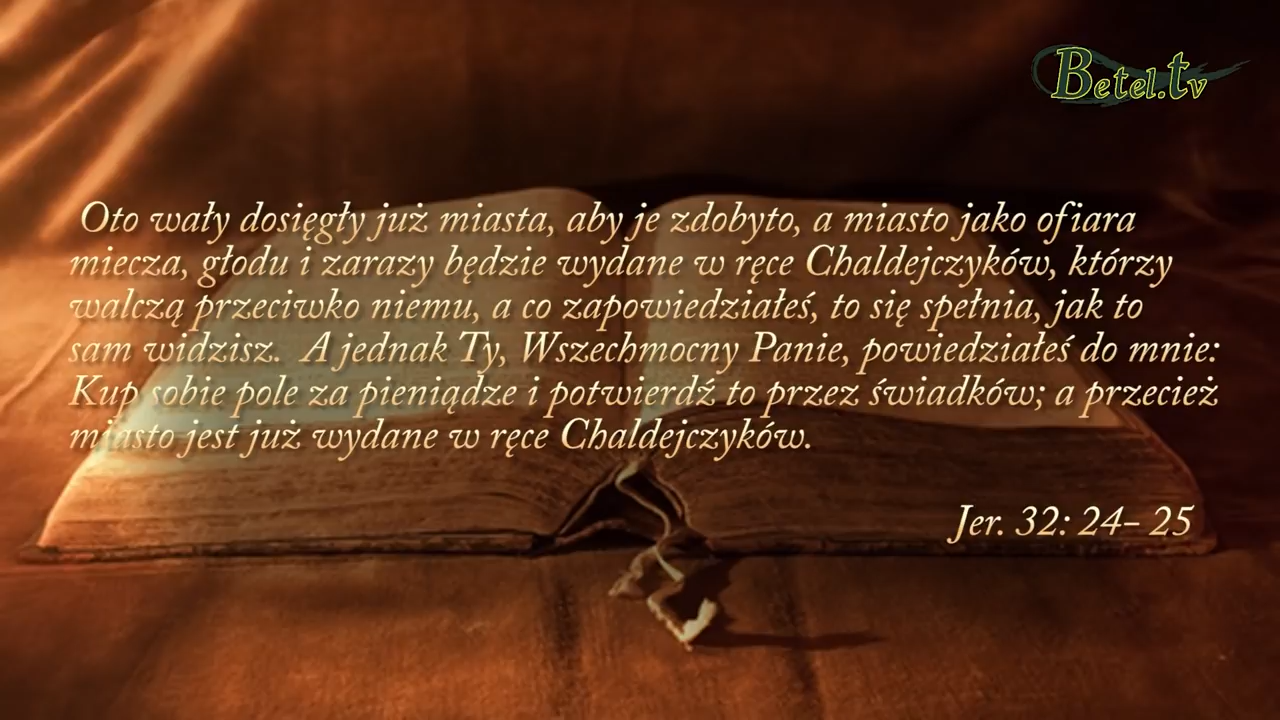 Betel.tv
Oto wały dosięgły już miasta, aby je zdobyto, a miasto jako ofiara
miecza, głodu i zarazy będzie wydane w ręce Chaldejczyków, którzy
walczą przeciwko niemu, a co zapowiedziałeś, to się spełnia, jak to
sam widzisz. A jednak Ty, Wszechmocny Panie, powiedziałeś do mnie:
Kup sobie pole za pieniądze i potwierdź to przez świadków; a przecież
miasto jest już wydane w ręce Chaldejczyków.
Jer. 32: 24– 25